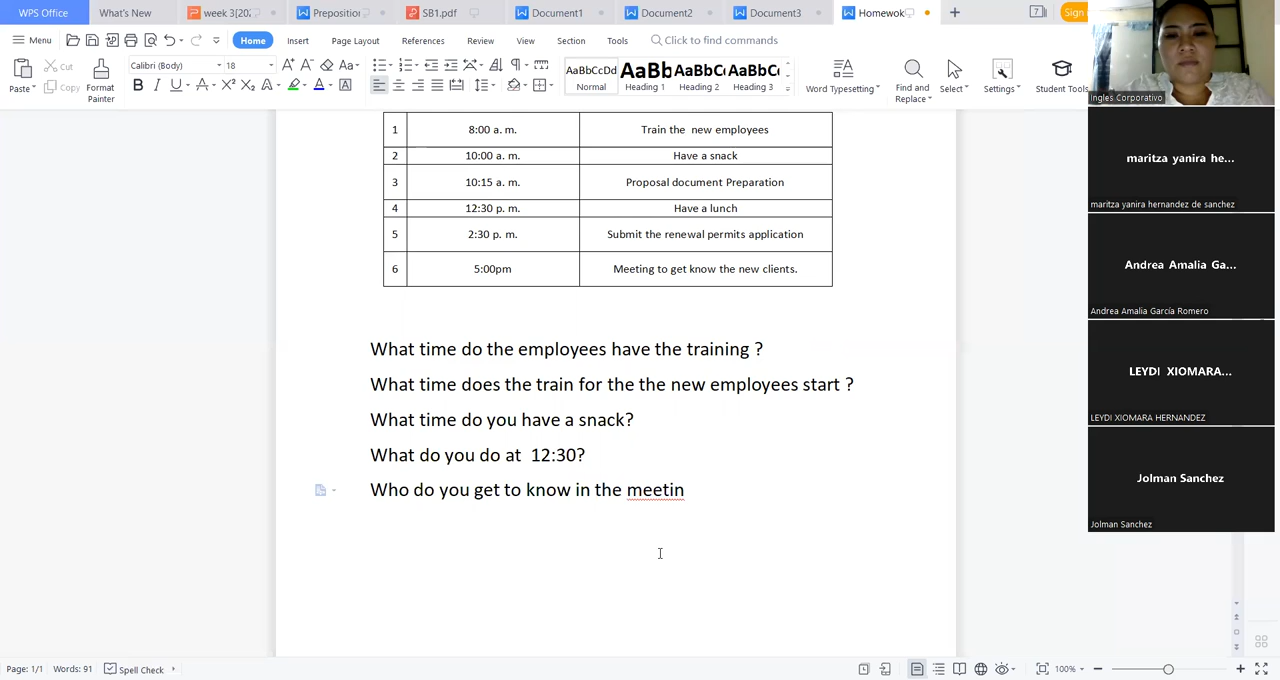 WPS Office What's New week 3[202 Preposition SB1.pdf Document1 Document2 Document3 Homewok 7 Sign
Menu Home Insert Page Layout References Review View Section Tools Click to find commands
Paste Cut Copy Format Painter Calibri (Body) 18 AaBbCcDd Normal AaBb Heading 1 AaBbC Heading 2 AaBbC Heading 3 Word Typesetting Find and Replace Select Settings Student Tools
Ingles Corporativo
1 8:00 a. m. Train the new employees
2 10:00 a. m. Have a snack
3 10:15 a. m. Proposal document Preparation
4 12:30 p. m. Have a lunch
5 2:30 p. m. Submit the renewal permits application
6 5:00pm Meeting to get know the new clients.
What time do the employees have the training ?
What time does the train for the the new employees start ?
What time do you have a snack?
What do you do at 12:30?
Who do you get to know in the meetin
maritza yanira he...
maritza yanira hernandez de sanchez
Andrea Amalia Ga...
Andrea Amalia García Romero
LEYDI XIOMARA...
LEYDI XIOMARA HERNANDEZ
Jolman Sanchez
Jolman Sanchez
Page: 1/1 Words: 91 Spell Check 100%